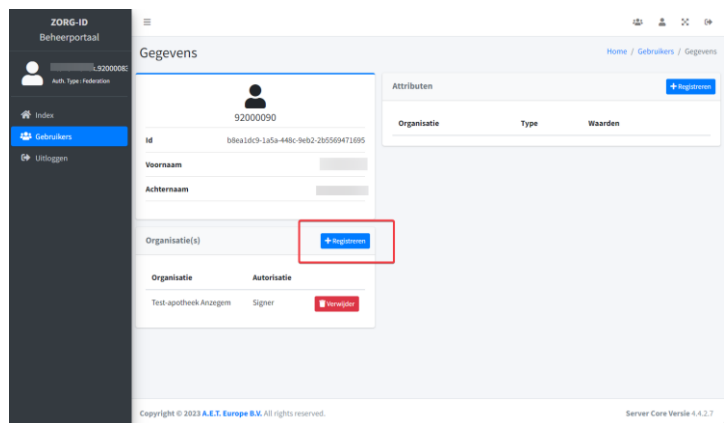 ZORG-ID
Beheerportaal
.92000083
Auth. Type : Federation
Index
Gebruikers
Uitloggen
Gegevens
Home / Gebruikers / Gegevens
92000090
Id b8ea1dc9-1a5a-448c-9eb2-2b5569471695
Voornaam
Achternaam
Organisatie(s) + Registreren
Organisatie Autorisatie
Test-apotheek Anzegem Signer Verwijder
Attributen + Registreren
Organisatie Type Waarden
Copyright © 2023 A.E.T. Europe B.V. All rights reserved.
Server Core Versie 4.4.2.7